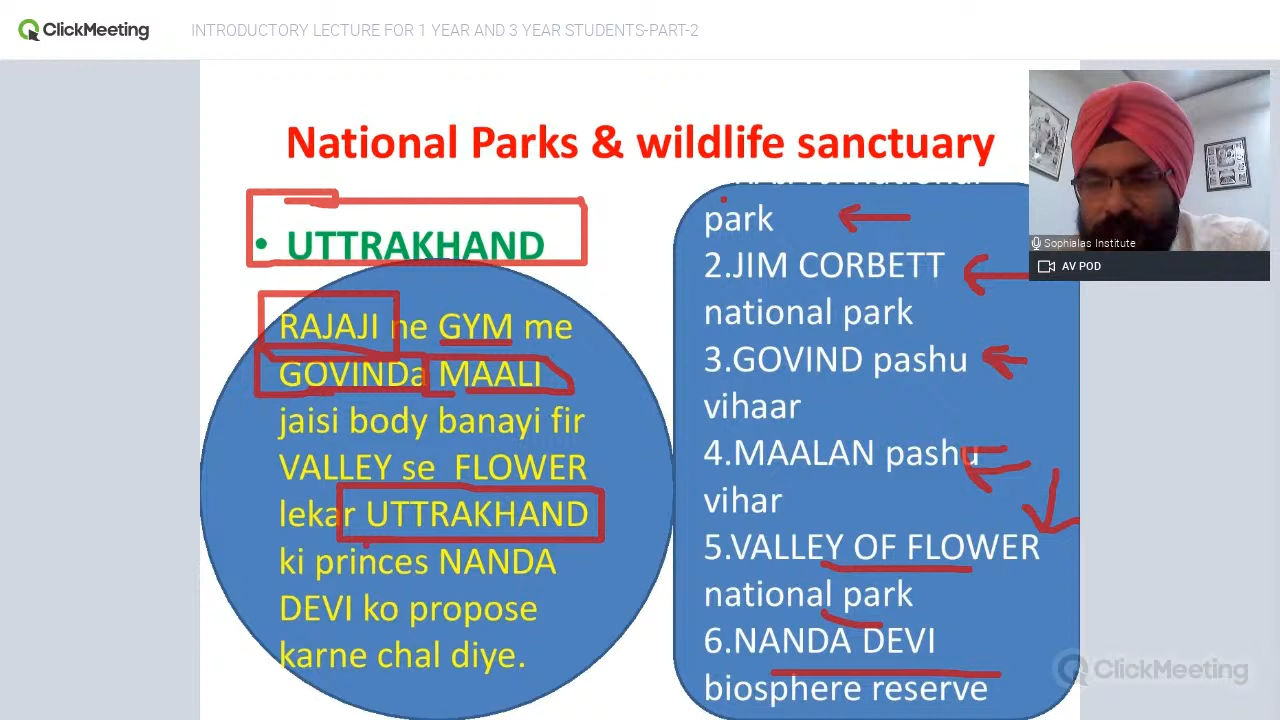 ClickMeeting
INTRODUCTORY LECTURE FOR 1 YEAR AND 3 YEAR STUDENTS-PART-2
National Parks & wildlife sanctuary
• UTTRAKHAND
RAJAJI ne GYM me
GOVINDa MAALI
jaisi body banayi fir
VALLEY se FLOWER
lekar UTTRAKHAND
ki princes NANDA
DEVI ko propose
karne chal diye.
national
park
2.JIM CORBETT
national park
3.GOVIND pashu
vihaar
4.MAALAN pashu
vihar
5.VALLEY OF FLOWER
national park
6.NANDA DEVI
biosphere reserve
Sophialas Institute
AV POD
ClickMeeting